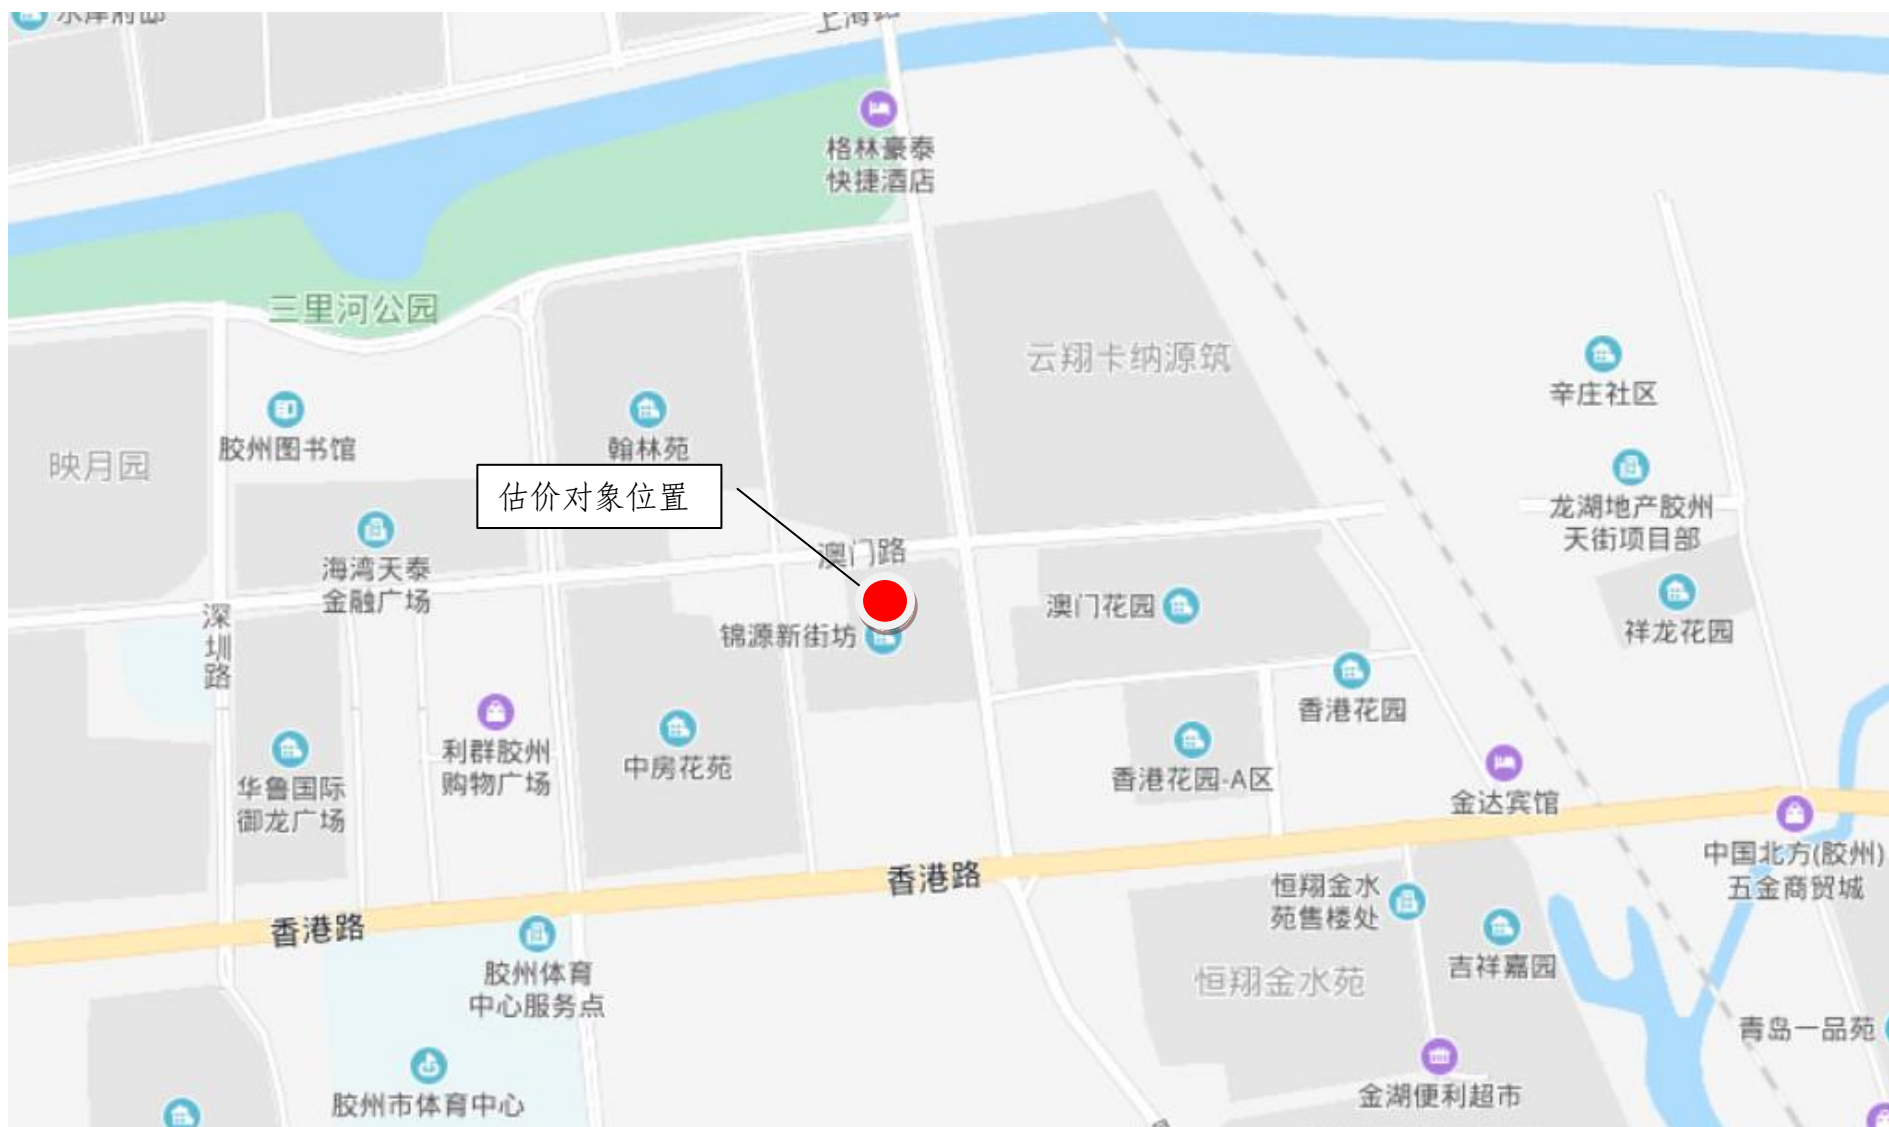 上海路
格林豪泰
快捷酒店
三里河公园
云翔卡纳源筑
辛庄社区
胶州图书馆
翰林苑
映月园
估价对象位置
龙湖地产胶州
天街项目部
澳门路
海湾天泰
金融广场
澳门花园
深圳路
锦源新街坊
祥龙花园
香港花园
利群胶州
购物广场
中房花苑
香港花园-A区
华鲁国际
御龙广场
金达宾馆
中国北方(胶州)
五金商贸城
香港路
恒翔金水
苑售楼处
香港路
胶州体育
中心服务点
吉祥嘉园
恒翔金水苑
青岛一品苑
金湖便利超市
胶州市体育中心